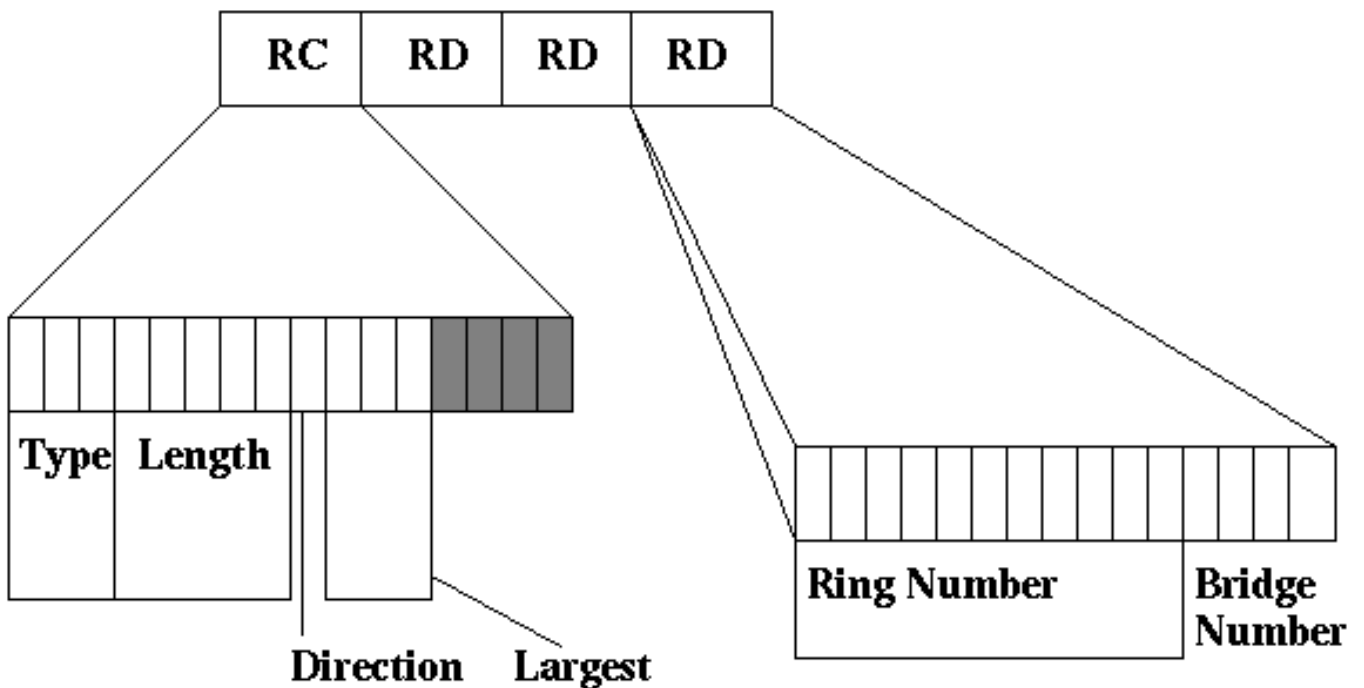 RC RD RD RD
Type Length
Ring Number
Bridge
Number
Direction Largest